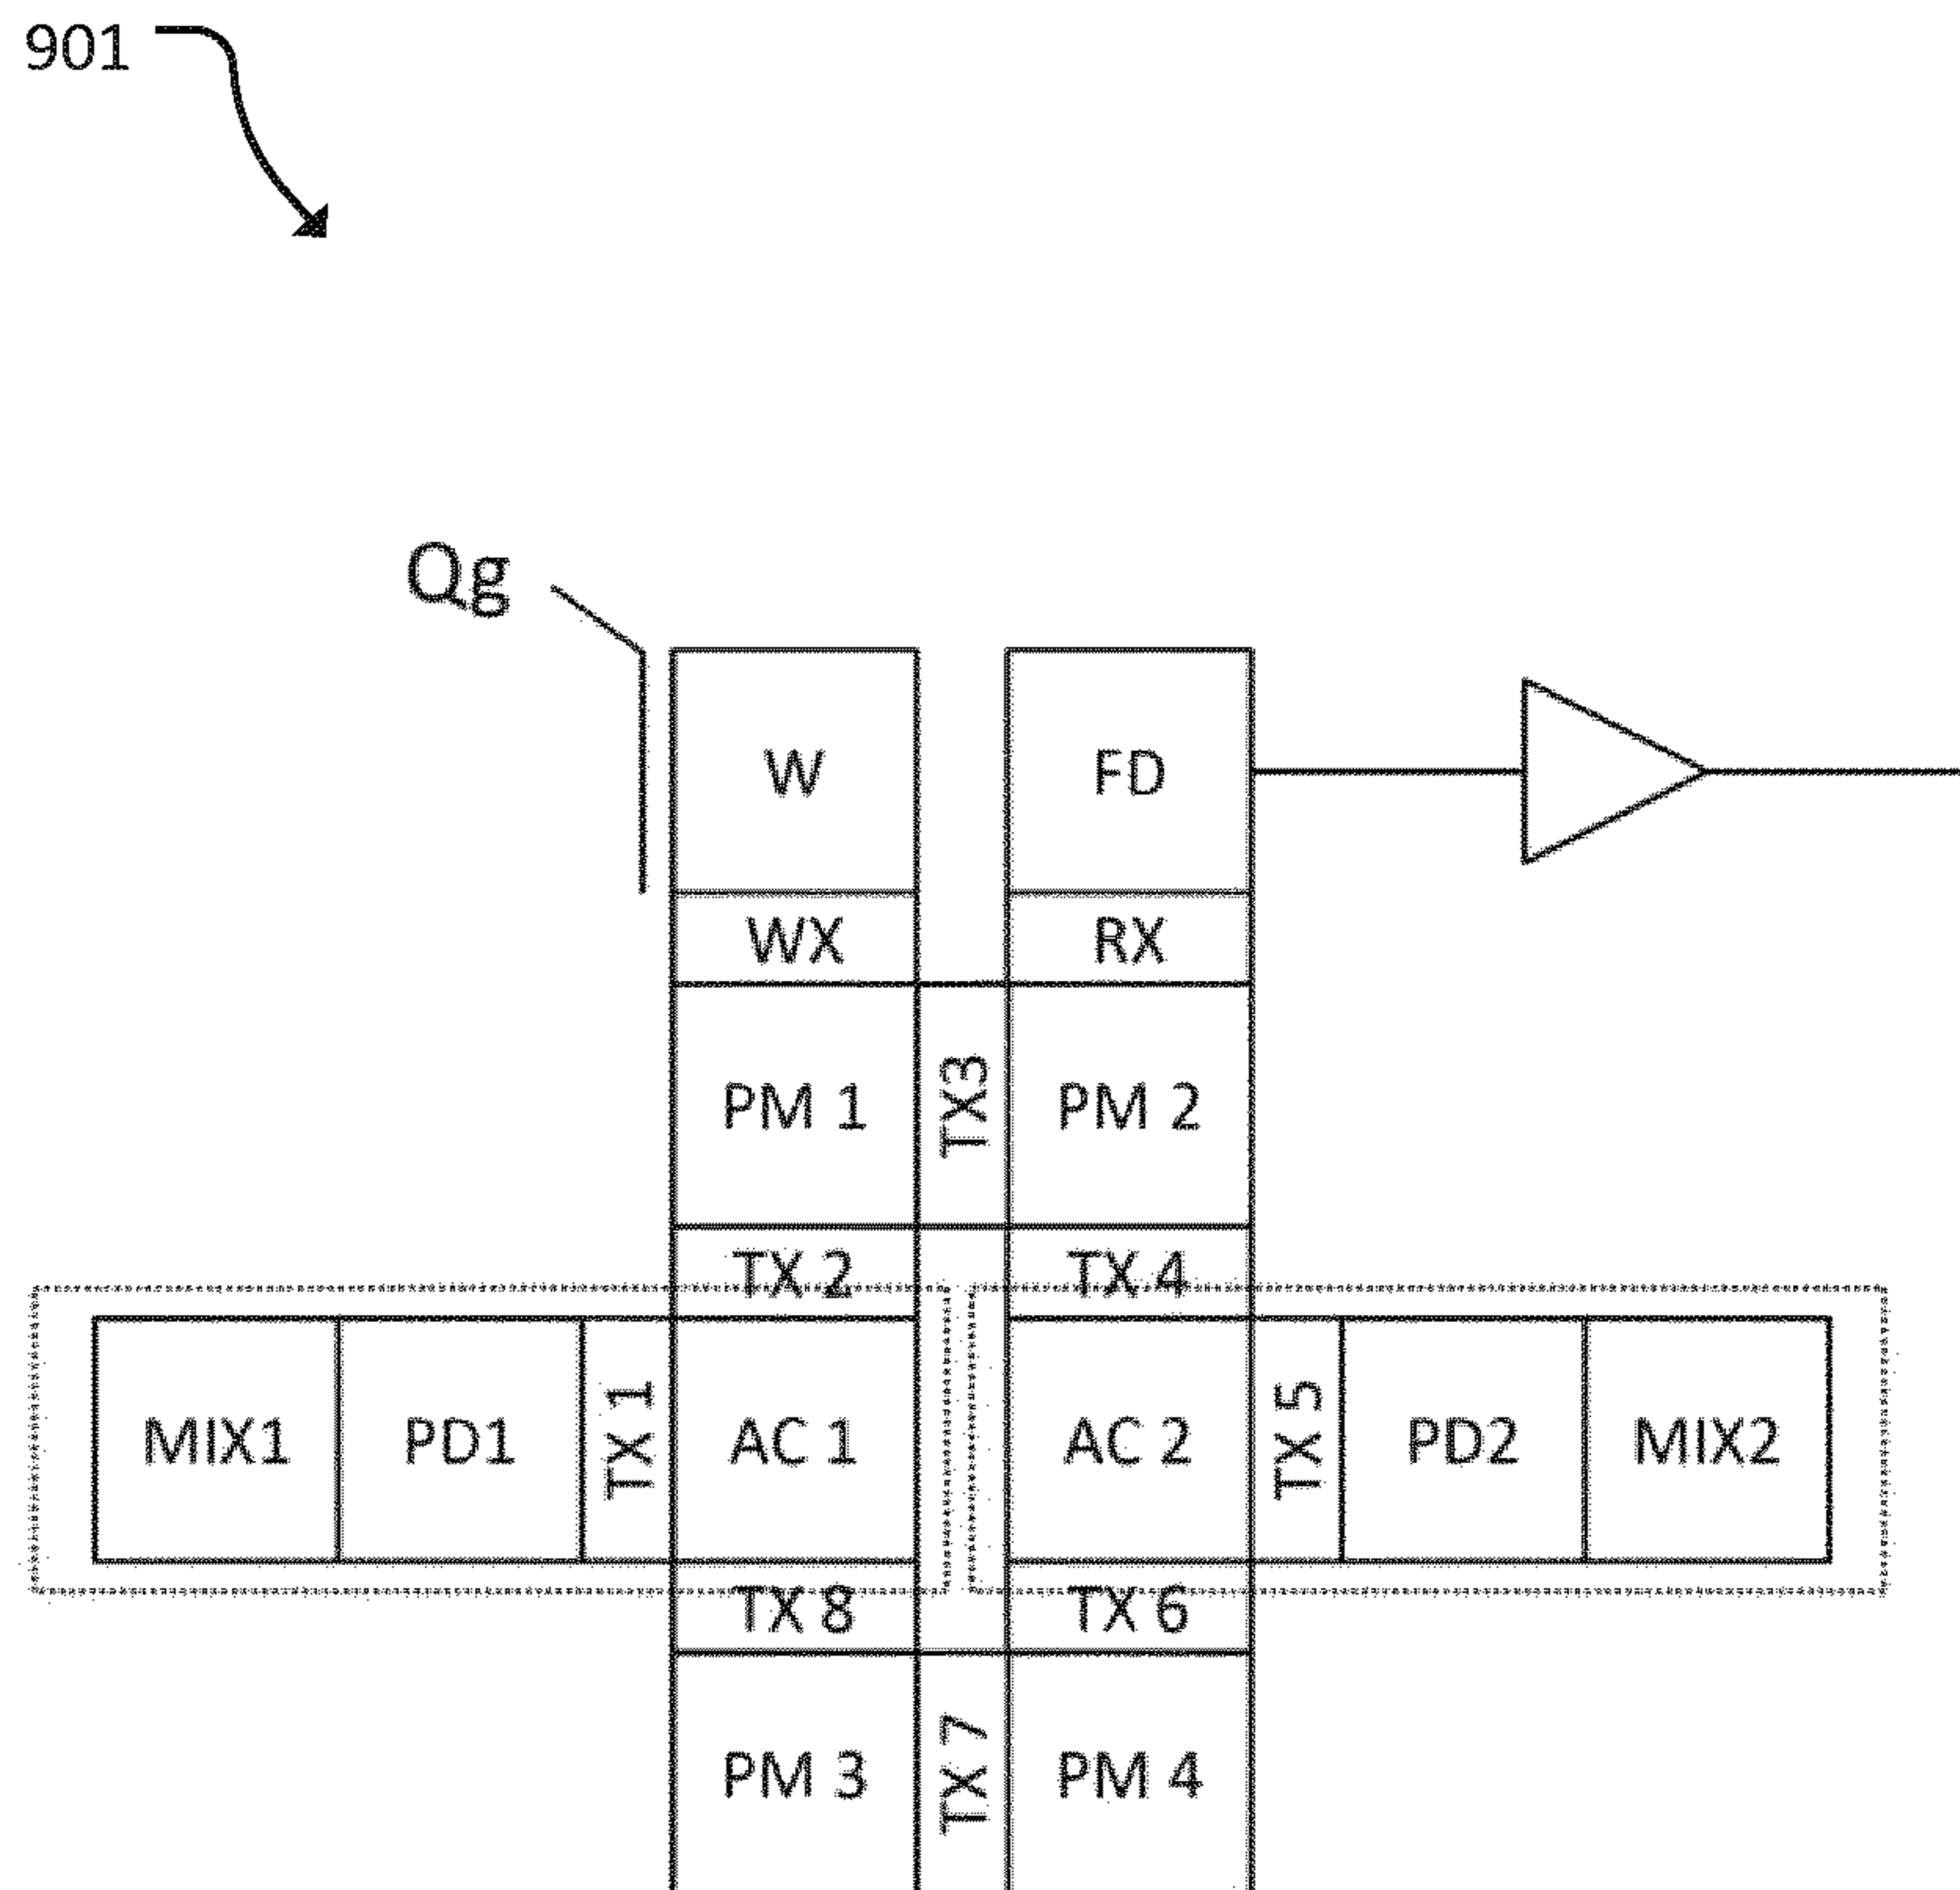 901
Qg
W
FD
WX
RX
PM 1
TX3
PM 2
TX 2
TX 4
MIX1
PD1
TX 1
AC 1
AC 2
TX 5
PD2
MIX2
TX 8
TX 6
PM 3
TX 7
PM 4